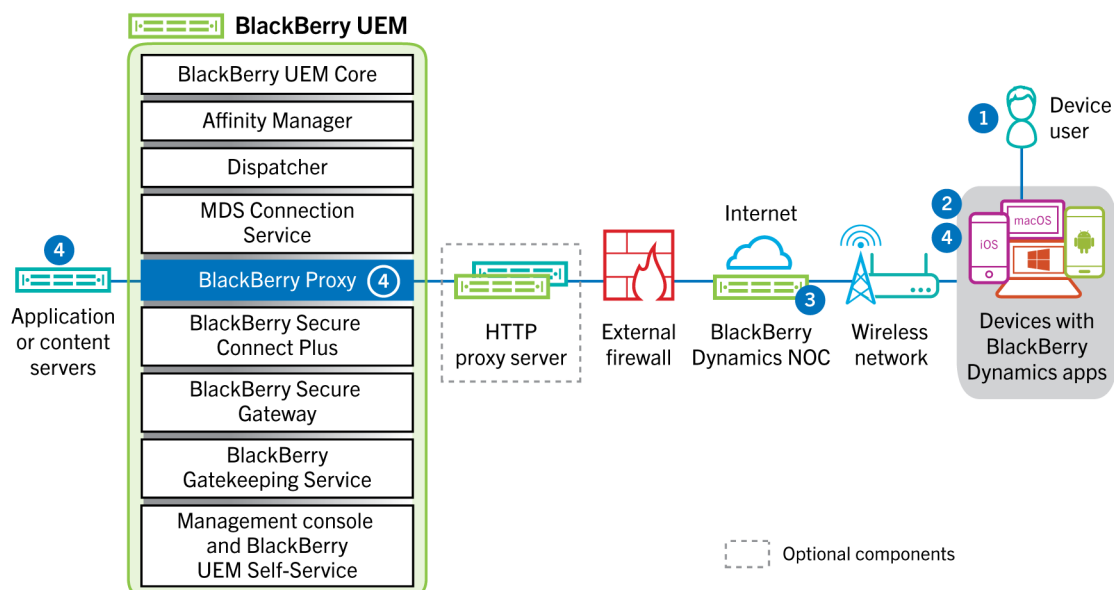 BlackBerry UEM
BlackBerry UEM Core
Affinity Manager
Dispatcher
MDS Connection
Service
BlackBerry Proxy 4
BlackBerry Secure
Connect Plus
BlackBerry Secure
Gateway
BlackBerry
Gatekeeping Service
Management console
and BlackBerry
UEM Self-Service
4
Application
or content
servers
HTTP
proxy server
External
firewall
Internet
3
BlackBerry
Dynamics NOC
Wireless
network
1
Device
user
2
4
macOS
iOS
Devices with
BlackBerry
Dynamics apps
Optional components